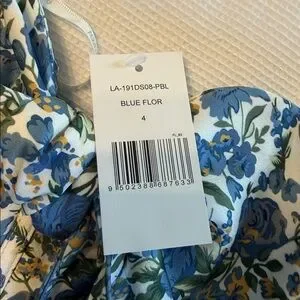 LA-191DS08-PBL
BLUE FLOR
4
9 502388 687633